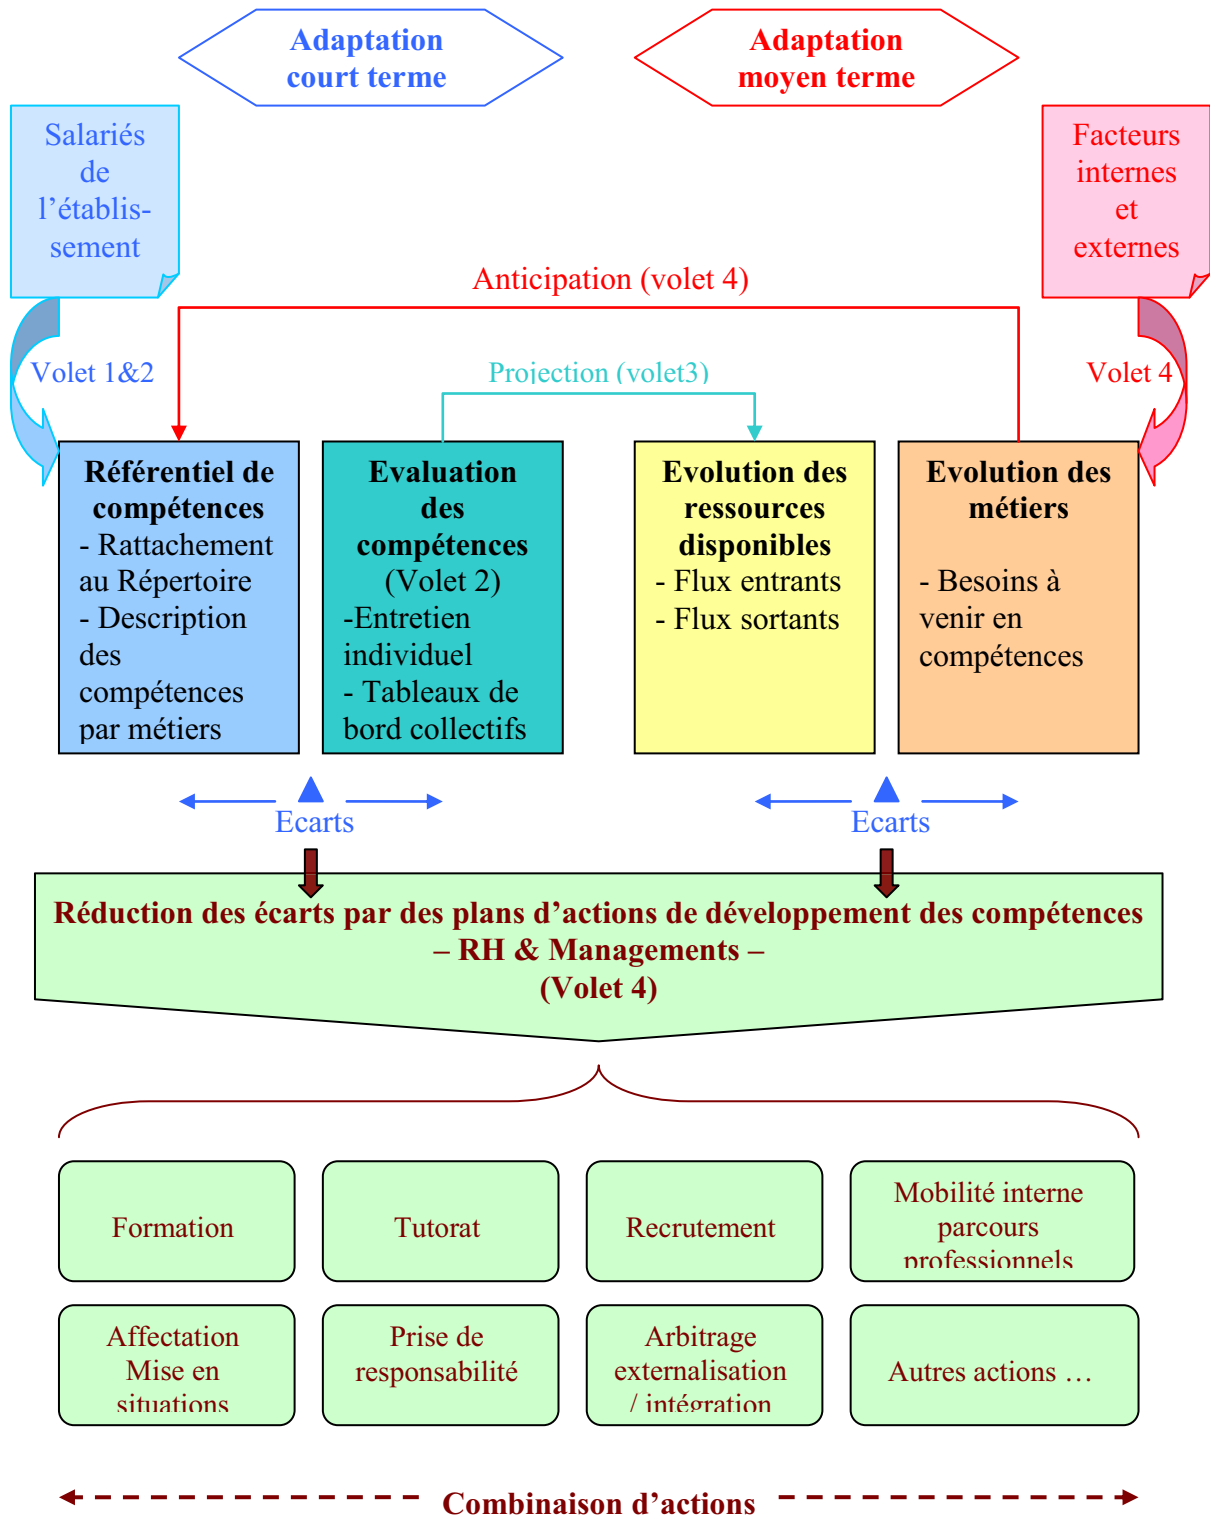 Adaptation
court terme
Adaptation
moyen terme
Salariés
de
l’établis-
sement
Facteurs
internes
et
externes
Anticipation (volet 4)
Volet 1&2
Projection (volet3)
Volet 4
Référentiel de
compétences
- Rattachement
au Répertoire
- Description
des
compétences
par métiers
Evaluation
des
compétences
(Volet 2)
-Entretien
individuel
- Tableaux de
bord collectifs
Evolution des
ressources
disponibles
- Flux entrants
- Flux sortants
Evolution des
métiers
- Besoins à
venir en
compétences
Ecarts
Ecarts
Réduction des écarts par des plans d’actions de développement des compétences
– RH & Managements –
(Volet 4)
Formation
Tutorat
Recrutement
Mobilité interne
parcours
professionnels
Affectation
Mise en
situations
Prise de
responsabilité
Arbitrage
externalisation
/ intégration
Autres actions …
Combinaison d’actions